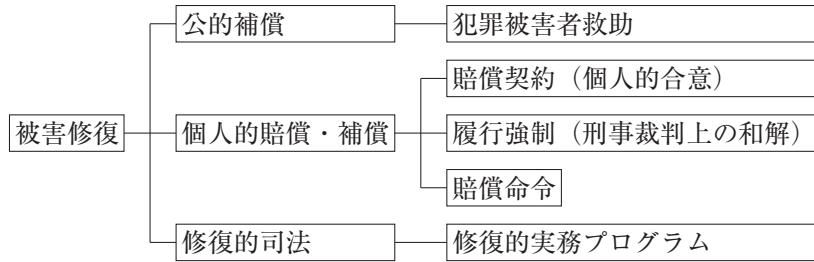 公的補償
犯罪被害者救助
賠償契約（個人的合意）
被害修復
個人的賠償・補償
履行強制（刑事裁判上の和解）
賠償命令
修復的司法
修復的実務プログラム